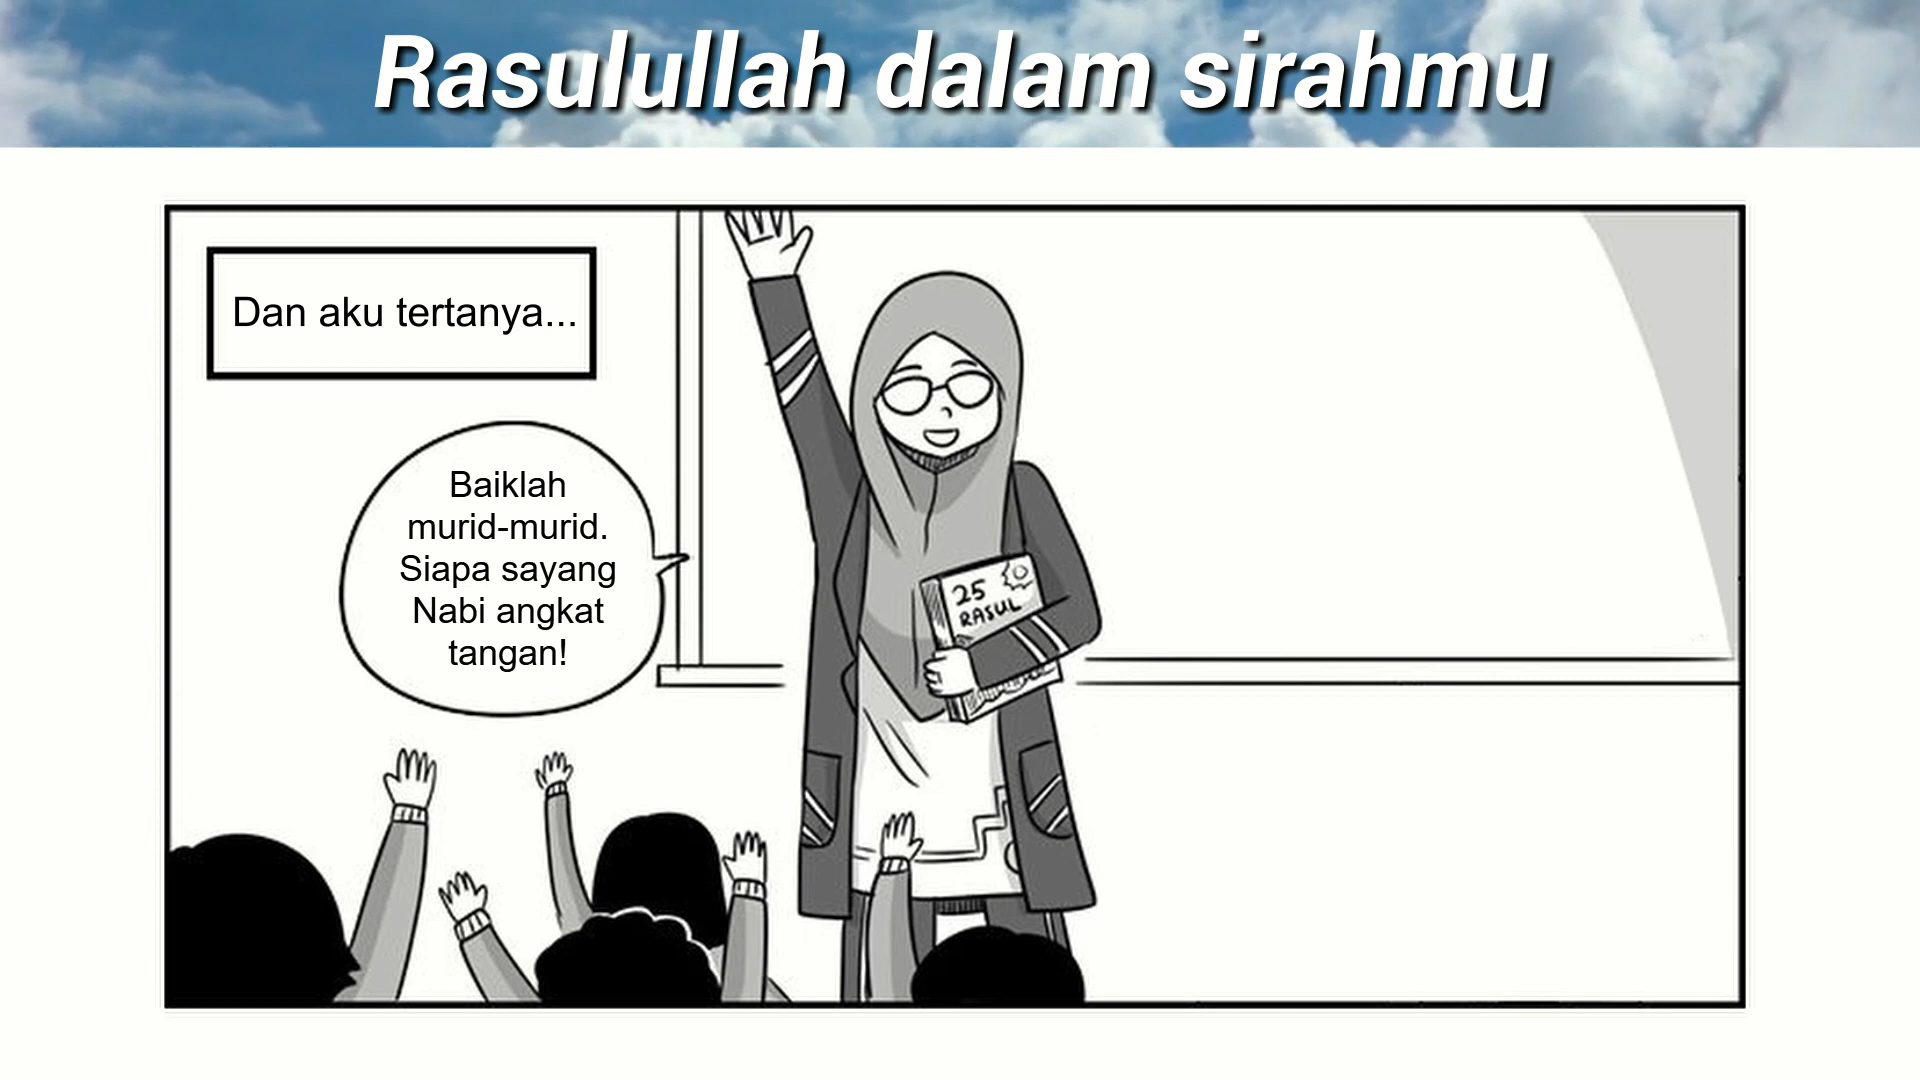 Rasulullah dalam sirahmu
Dan aku tertanya...
Baiklah
murid-murid.
Siapa sayang
Nabi angkat
tangan!
25
RASUL